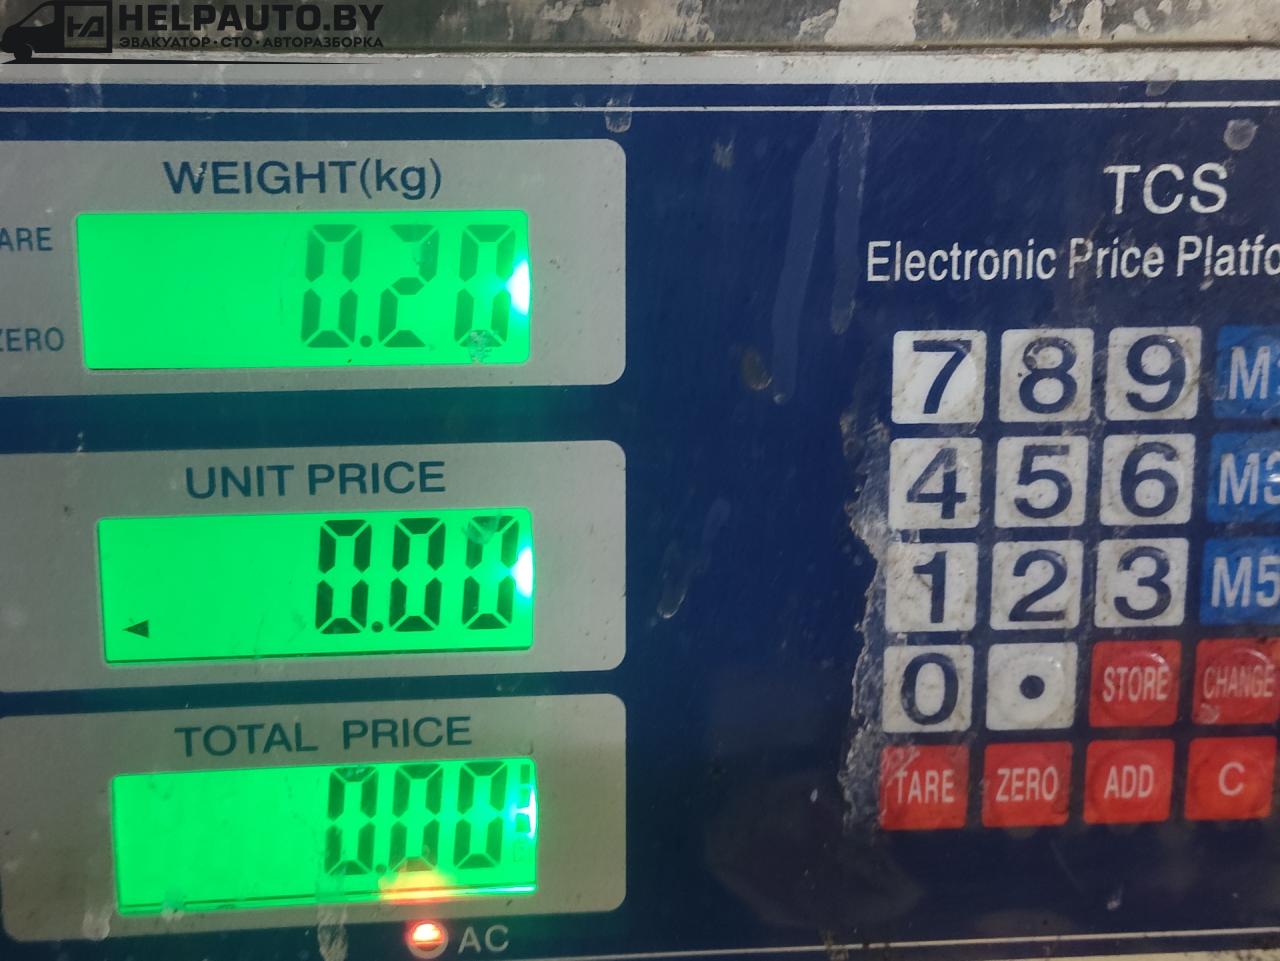 HELPAUTO.BY
ЭВАКУАТОР · СТО · АВТОРАЗБОРКА
WEIGHT(kg)
ARE
0.20
ZERO
UNIT PRICE
0.00
TOTAL PRICE
0.00
AC
TCS
Electronic Price Platfo
7 8 9 M
4 5 6 M3
1 2 3 M5
0 . STORE CHANGE
TARE ZERO ADD C